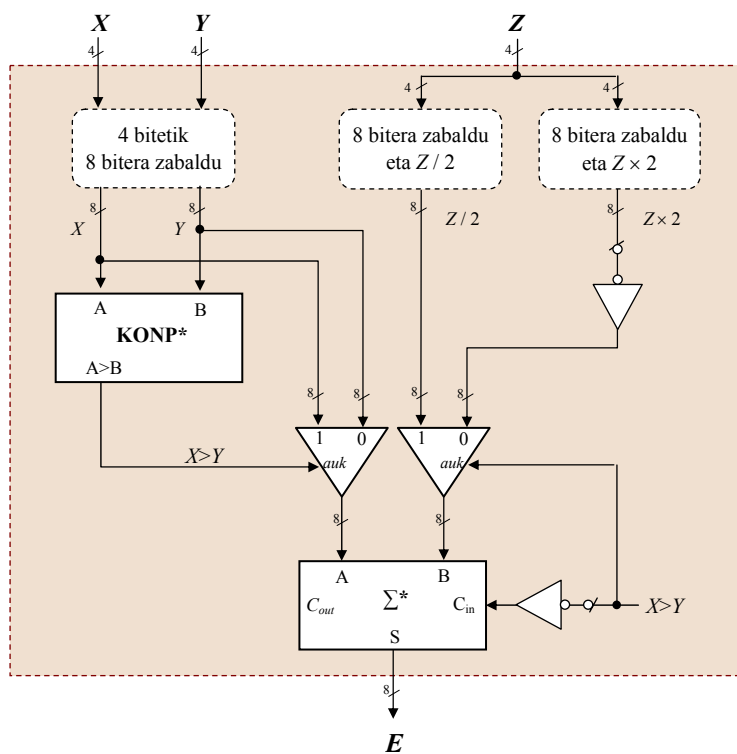 X Y Z
4 4 4
4 4
4 bitetik
8 bitera zabaldu
8 bitera zabaldu
eta Z / 2
8 bitera zabaldu
eta Z × 2
8 8 8 8
X Y Z / 2 Z × 2
A B
KONP*
A>B
8 8 8 8
1 0 1 0
auk auk
X>Y
8 8
A B
Cout Σ* Cin
X>Y
S
8
E